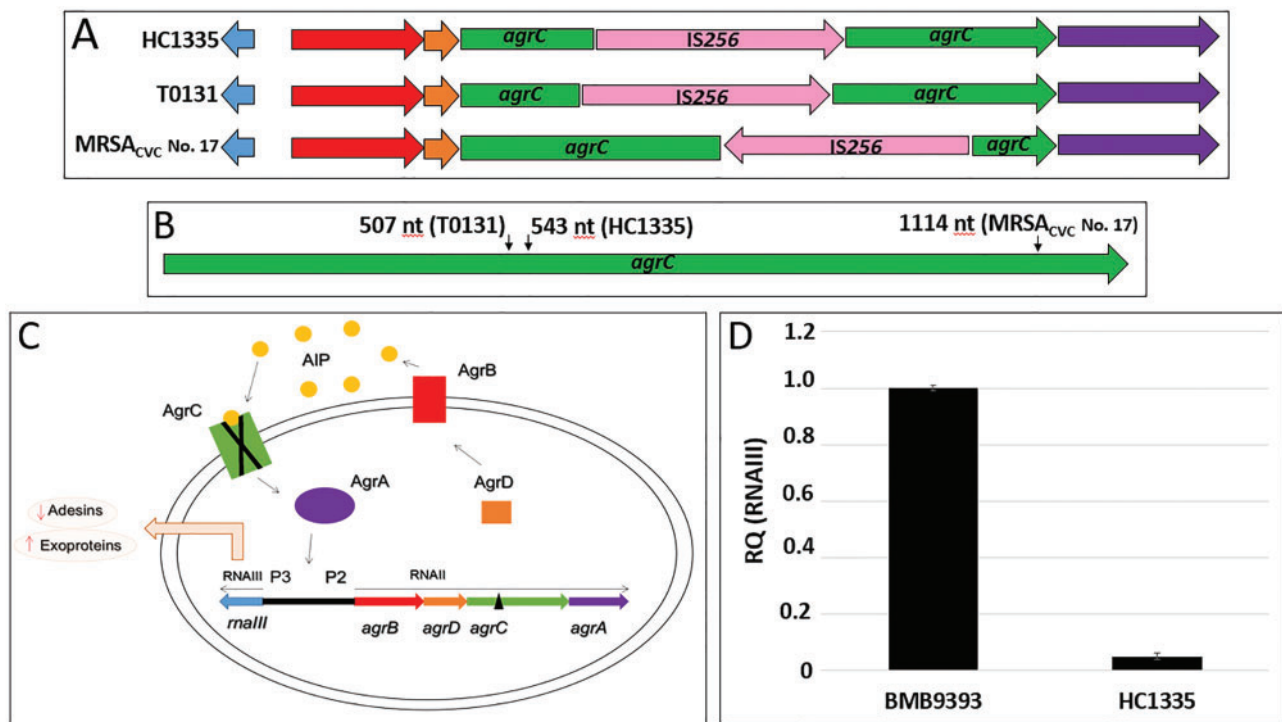 A
HC1335
agrC
IS256
agrC
T0131
agrC
IS256
agrC
MRSACVC No. 17
agrC
IS256
agrC
B
507 nt (T0131)
543 nt (HC1335)
1114 nt (MRSACVC No. 17)
agrC
C
AIP
AgrB
AgrC
AgrA
AgrD
↓ Adesins
↑ Exoproteins
RNAIII
P3
P2
RNAII
rnaIII
agrB
agrD
agrC
agrA
D
1.2
1.0
0.8
0.6
0.4
0.2
0
RQ (RNAIII)
BMB9393
HC1335